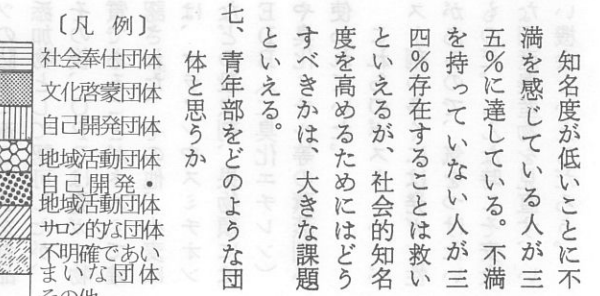 知名度が低いことに不
満を感じている人が三
五%に達している。不満
を持っていない人が三
四%存在することは救い
といえるが、社会的知名
度を高めるためにはどう
すべきかは、大きな課題
といえる。
七、青年部をどのような団
体と思うか
〔凡例〕
社会奉仕団体
文化啓蒙団体
自己開発団体
地域活動団体
自己開発・
地域活動団体
サロン的な団体
不明確であい
まいな団体
その他